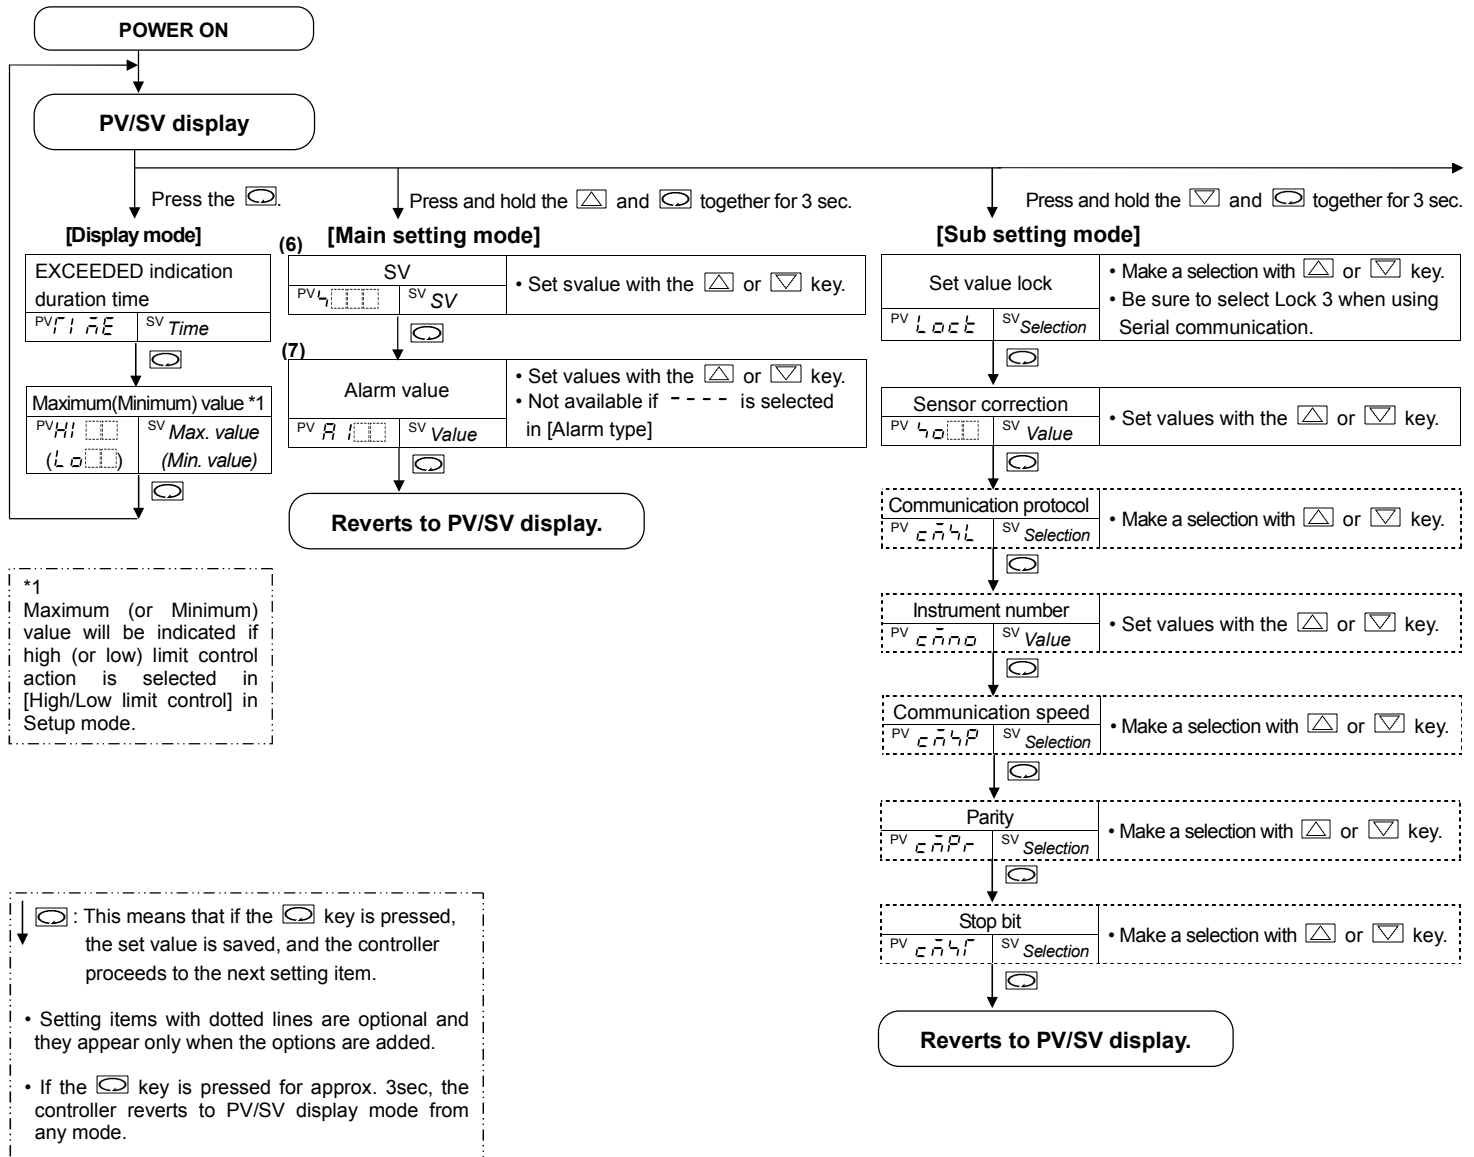 POWER ON
PV/SV display
Press the .
Press and hold the and together for 3 sec.
Press and hold the and together for 3 sec.
[Display mode]
EXCEEDED indication
duration time
PV TIME SV Time
Maximum(Minimum) value *1
PV HI SV Max. value
(Lo ) (Min. value)
*1
Maximum (or Minimum)
value will be indicated if
high (or low) limit control
action is selected in
[High/Low limit control] in
Setup mode.
(6) [Main setting mode]
SV
PV S SV SV
• Set svalue with the or key.
(7)
Alarm value
PV A1 SV Value
• Set values with the or key.
• Not available if ---- is selected
in [Alarm type]
Reverts to PV/SV display.
[Sub setting mode]
Set value lock
PV Lock SV Selection
• Make a selection with or key.
• Be sure to select Lock 3 when using
Serial communication.
Sensor correction
PV So SV Value
• Set values with the or key.
Communication protocol
PV cmSL SV Selection
• Make a selection with or key.
Instrument number
PV cmno SV Value
• Set values with the or key.
Communication speed
PV cmSP SV Selection
• Make a selection with or key.
Parity
PV cmPr SV Selection
• Make a selection with or key.
Stop bit
PV cmST SV Selection
• Make a selection with or key.
Reverts to PV/SV display.
: This means that if the key is pressed,
the set value is saved, and the controller
proceeds to the next setting item.
• Setting items with dotted lines are optional and
they appear only when the options are added.
• If the key is pressed for approx. 3sec, the
controller reverts to PV/SV display mode from
any mode.